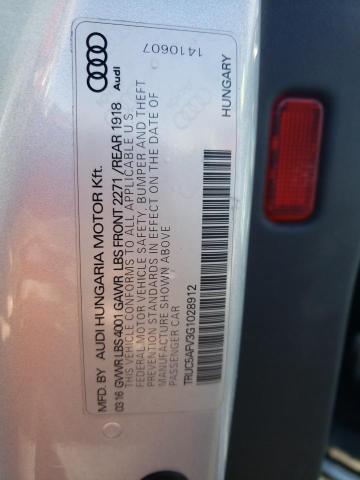 MFD. BY AUDI HUNGARIA MOTOR Kft.
0316 GVWR LBS 4001 GAWR LBS FRONT 2271 /REAR 1918
THIS VEHICLE CONFORMS TO ALL APPLICABLE U.S.
FEDERAL MOTOR VEHICLE SAFETY, BUMPER AND THEFT
PREVENTION STANDARDS IN EFFECT ON THE DATE OF
MANUFACTURE SHOWN ABOVE
PASSENGER CAR
TRUC5AFV3G1028912
Audi
1410607
HUNGARY